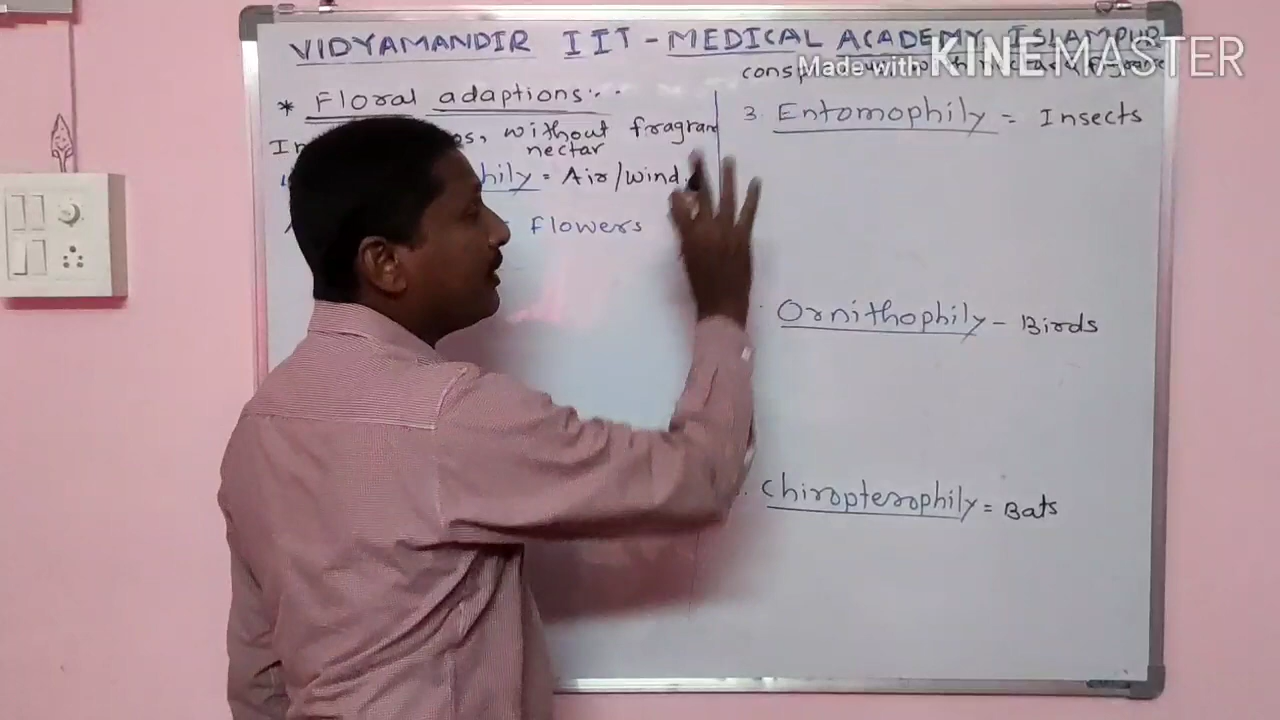 VIDYAMANDIR IIT - MEDICAL ACADEMY ISLAMPUR
Made with KINEMASTER
* Floral adaptions...
without fragran
nectar
hily = Air/wind.
Flowers
3. Entomophily = Insects
Ornithophily - Birds
Chiropterophily = Bats